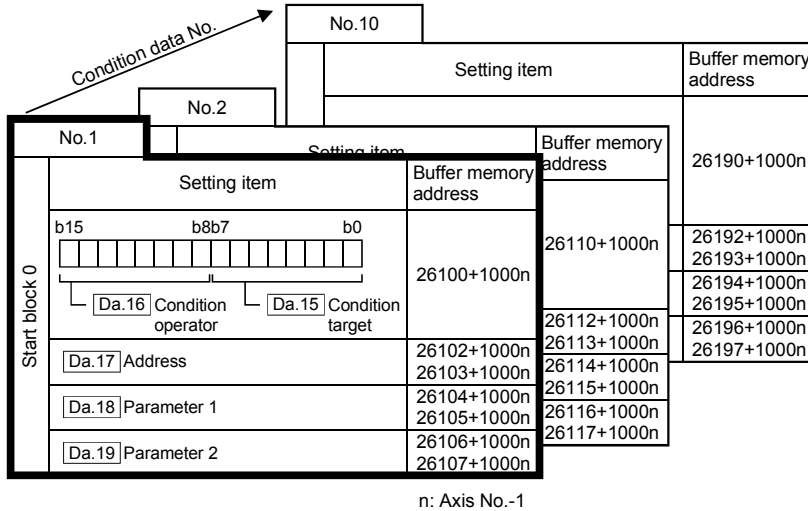 Condition data No.
No.10
Setting item
Buffer memory
address
26190+1000n
26192+1000n
26193+1000n
26194+1000n
26195+1000n
26196+1000n
26197+1000n
No.2
Setting item
Buffer memory
address
26110+1000n
26112+1000n
26113+1000n
26114+1000n
26115+1000n
26116+1000n
26117+1000n
No.1
Start block 0
Setting item
Buffer memory
address
b15 b8b7 b0
Da.16 Condition
operator
Da.15 Condition
target
26100+1000n
Da.17 Address
26102+1000n
26103+1000n
Da.18 Parameter 1
26104+1000n
26105+1000n
Da.19 Parameter 2
26106+1000n
26107+1000n
n: Axis No.-1